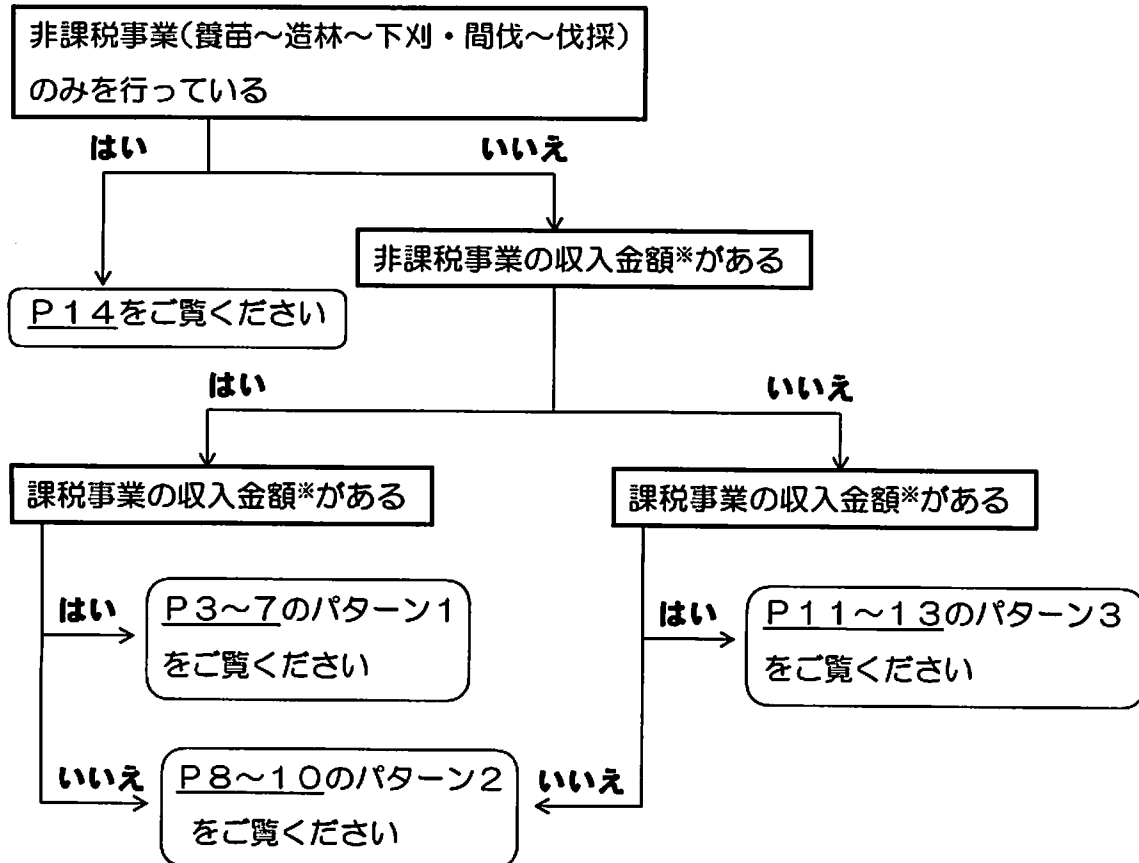 非課税事業(養苗～造林～下刈・間伐～伐採)
のみを行っている
はい
いいえ
非課税事業の収入金額※がある
P14をご覧ください
はい
いいえ
課税事業の収入金額※がある
課税事業の収入金額※がある
はい
P3～7のパターン1
をご覧ください
はい
P11～13のパターン3
をご覧ください
いいえ
P8～10のパターン2
をご覧ください
いいえ